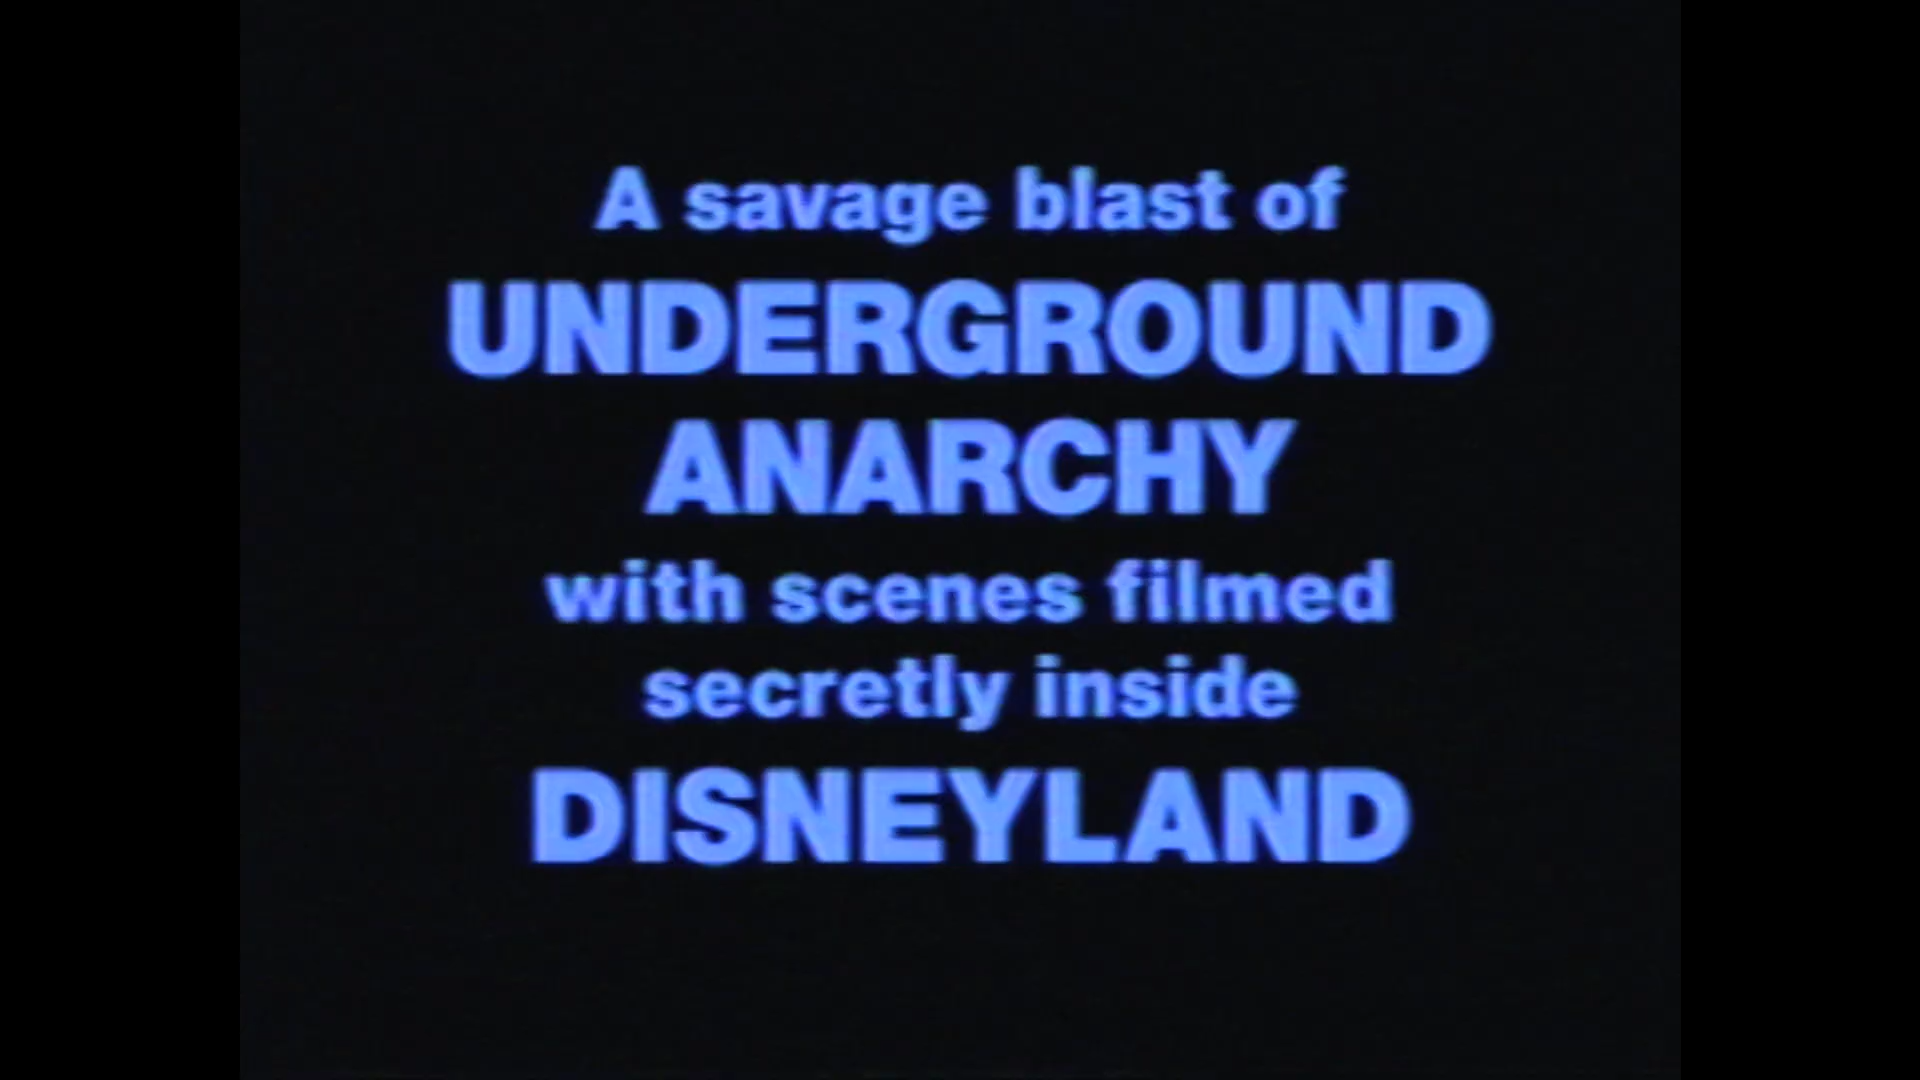 A savage blast of
UNDERGROUND
ANARCHY
with scenes filmed
secretly inside
DISNEYLAND